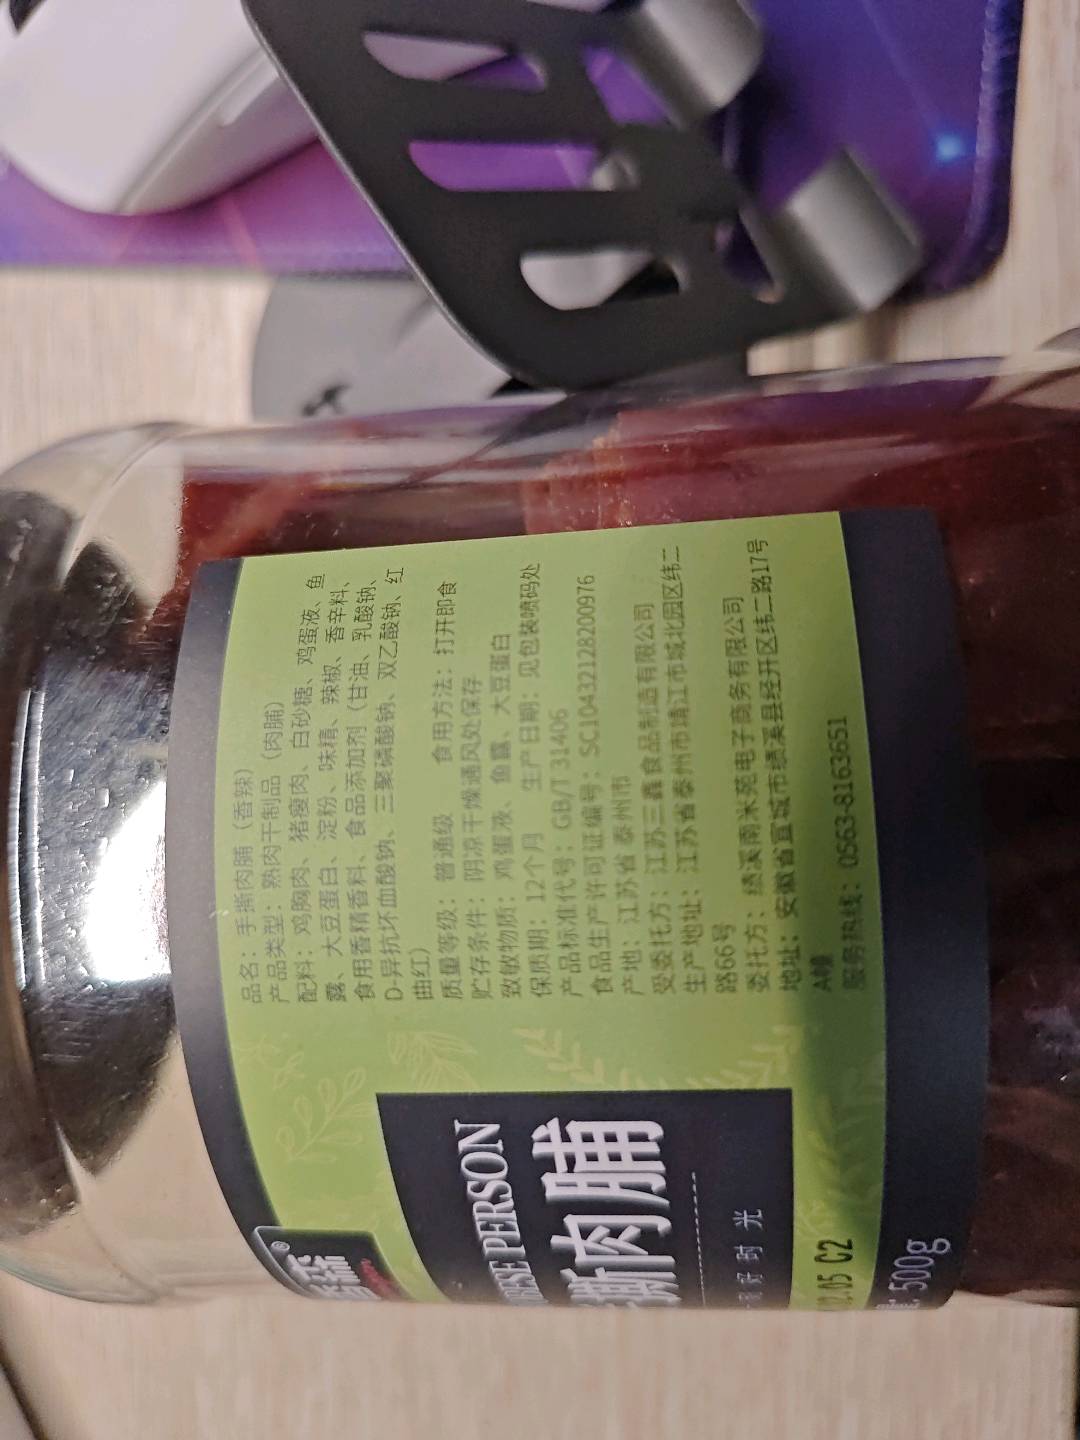 品名：手撕肉脯（香辣）
产品类型：熟肉干制品（肉脯）
配料：鸡胸肉、猪瘦肉、白砂糖、鸡蛋液、鱼
露、大豆蛋白、淀粉、味精、辣椒、香辛料、
食用香精香料、食品添加剂（甘油、乳酸钠、
D-异抗坏血酸钠、三聚磷酸钠、双乙酸钠、红
曲红）
质量等级：普通级 食用方法：打开即食
贮存条件：阴凉干燥通风处保存
致敏物质：鸡蛋液、鱼露、大豆蛋白
保质期：12个月 生产日期：见包装喷码处
产品标准代号：GB/T 31406
食品生产许可证编号：SC10432128200976
产地：江苏省 泰州市
受委托方：江苏三鑫食品制造有限公司
生产地址：江苏省泰州市靖江市城北园区纬二
路66号
委托方：绩溪南米苑电子商务有限公司
地址：安徽省宣城市绩溪县经开区纬二路17号
A幢
服务热线：0563-8163651
PERSON
撕肉脯
好时光
2.05 C2
500g